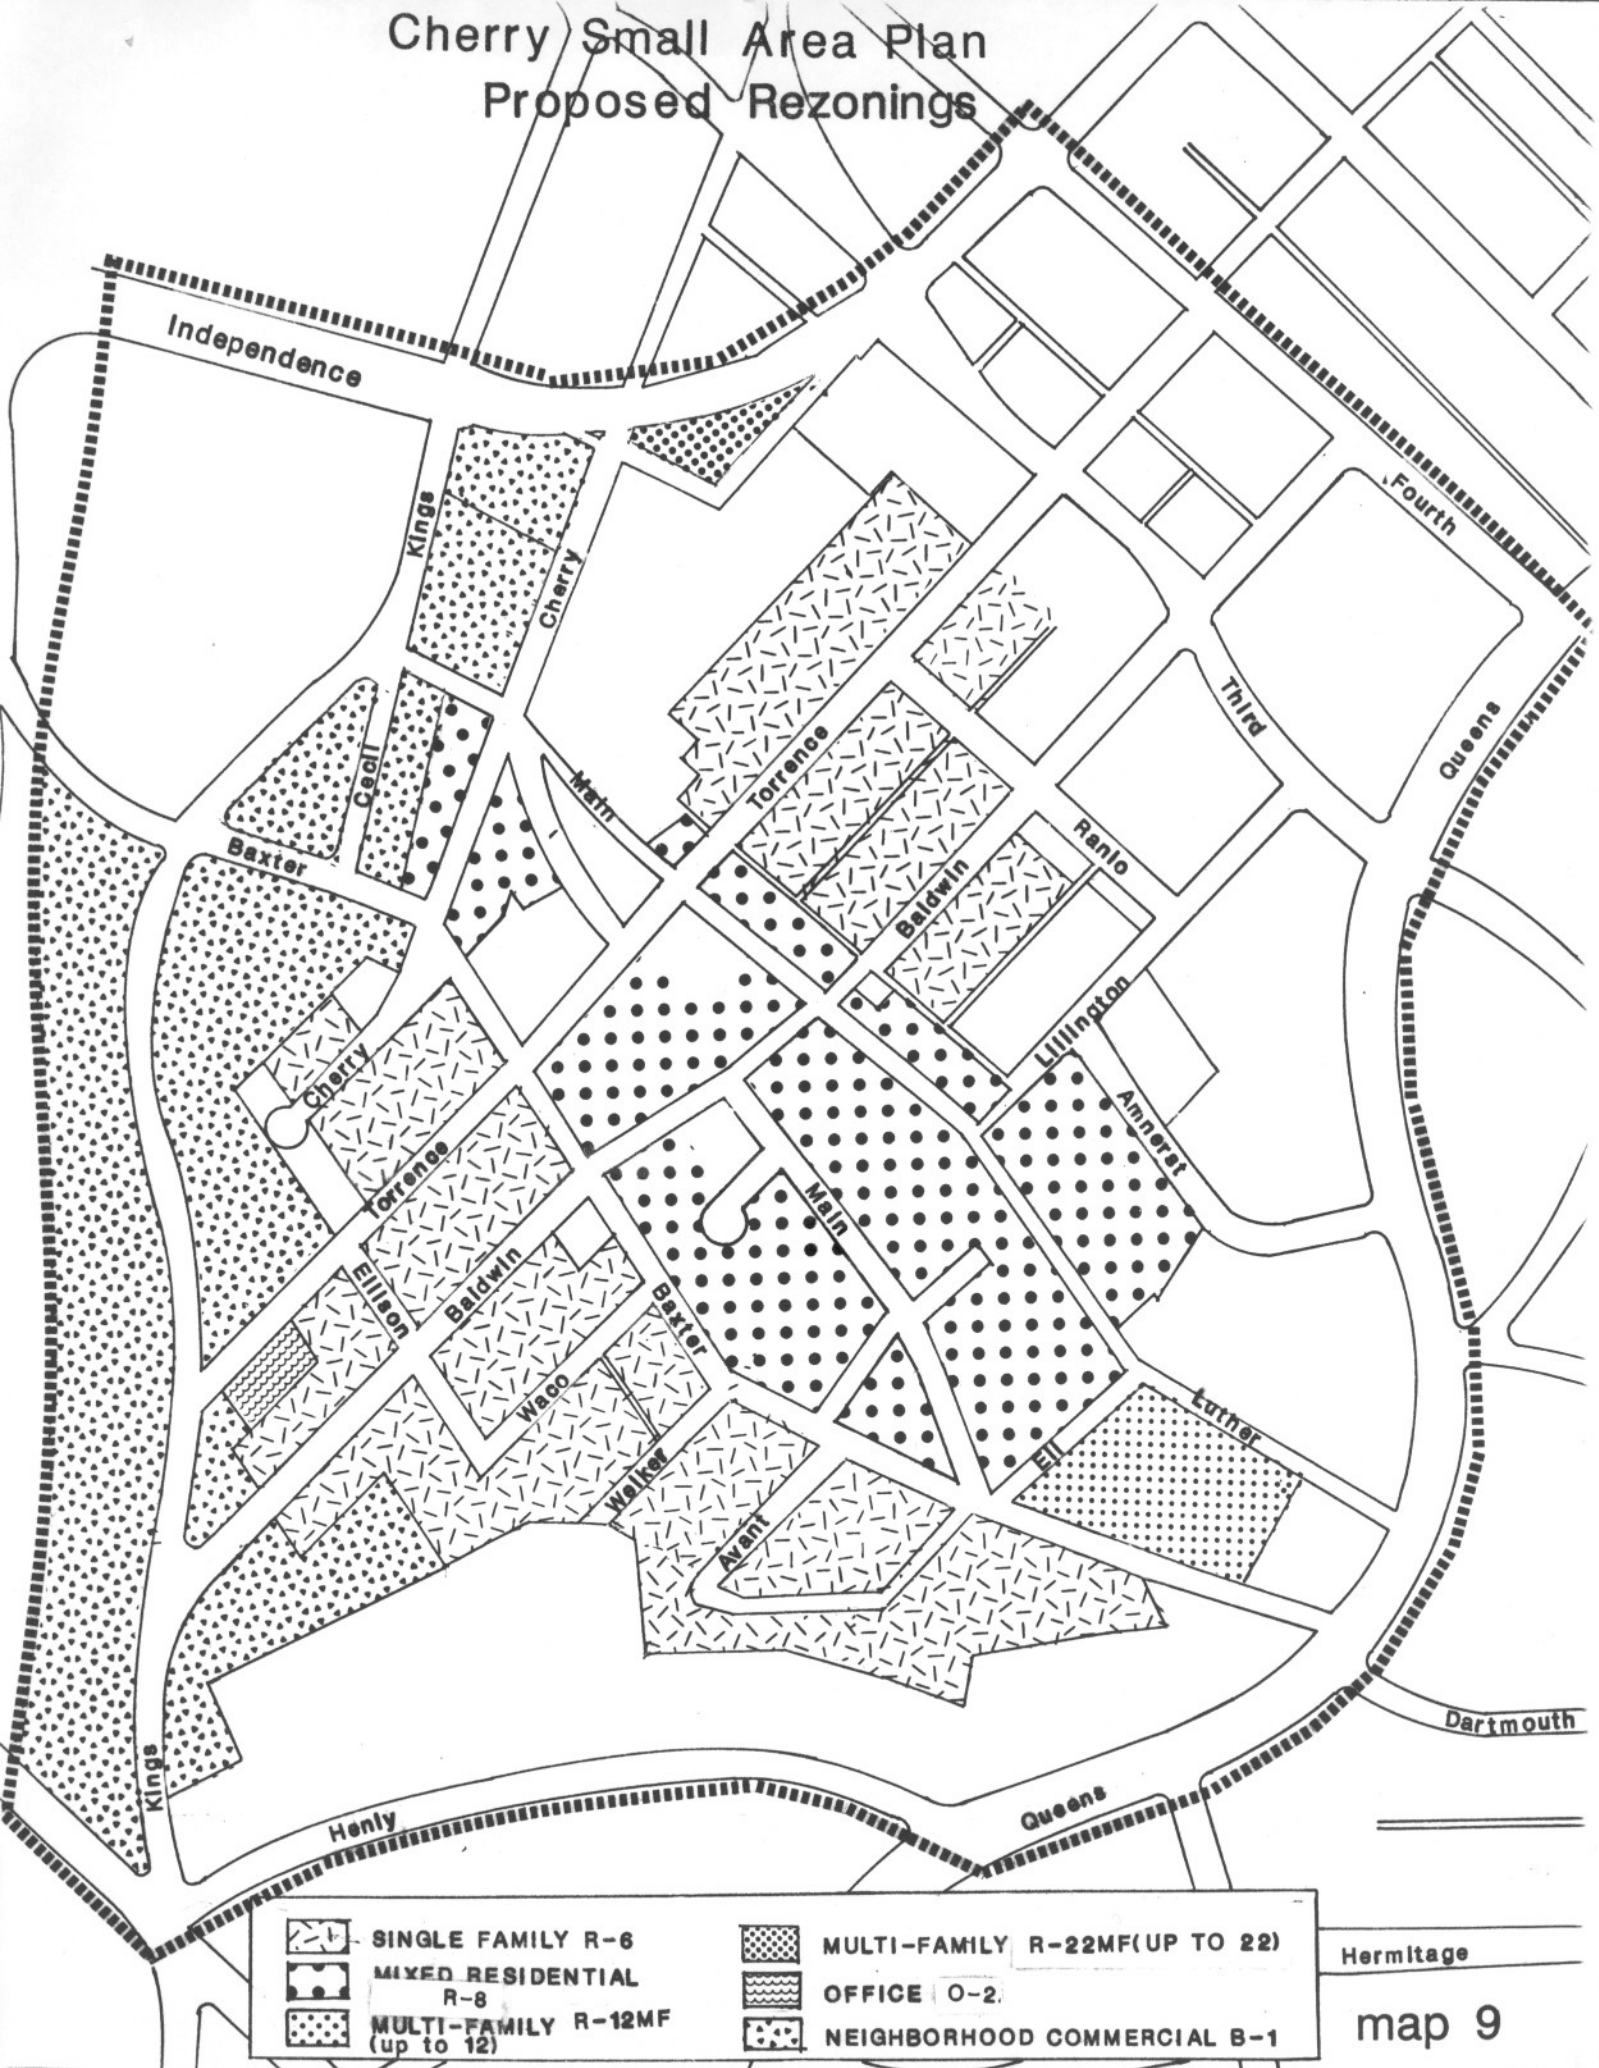 Cherry Small Area Plan
Proposed Rezonings
Independence
Kings
Cherry
Fourth
Third
Queens
Cecil
Main
Torrence
Baxter
Baldwin
Ranlo
Lillington
Cherry
Amherst
Torrence
Main
Ellison
Baldwin
Baxter
Waco
Luther
Ell
Welker
Avant
Dartmouth
Kings
Henly
Queens
SINGLE FAMILY R-6
MIXED RESIDENTIAL
R-8
MULTI-FAMILY R-12MF
(up to 12)
MULTI-FAMILY R-22MF(UP TO 22)
OFFICE O-2.
NEIGHBORHOOD COMMERCIAL B-1
Hermitage
map 9